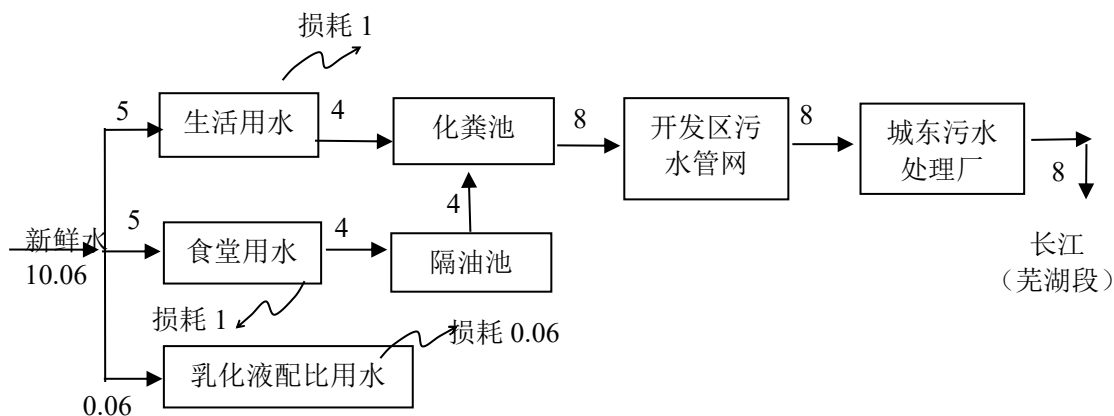 损耗 1
5
生活用水
4
化粪池
8
开发区污
水管网
8
城东污水
处理厂
8
4
5
新鲜水
10.06
食堂用水
4
隔油池
长江
（芜湖段）
损耗 1
损耗 0.06
乳化液配比用水
0.06